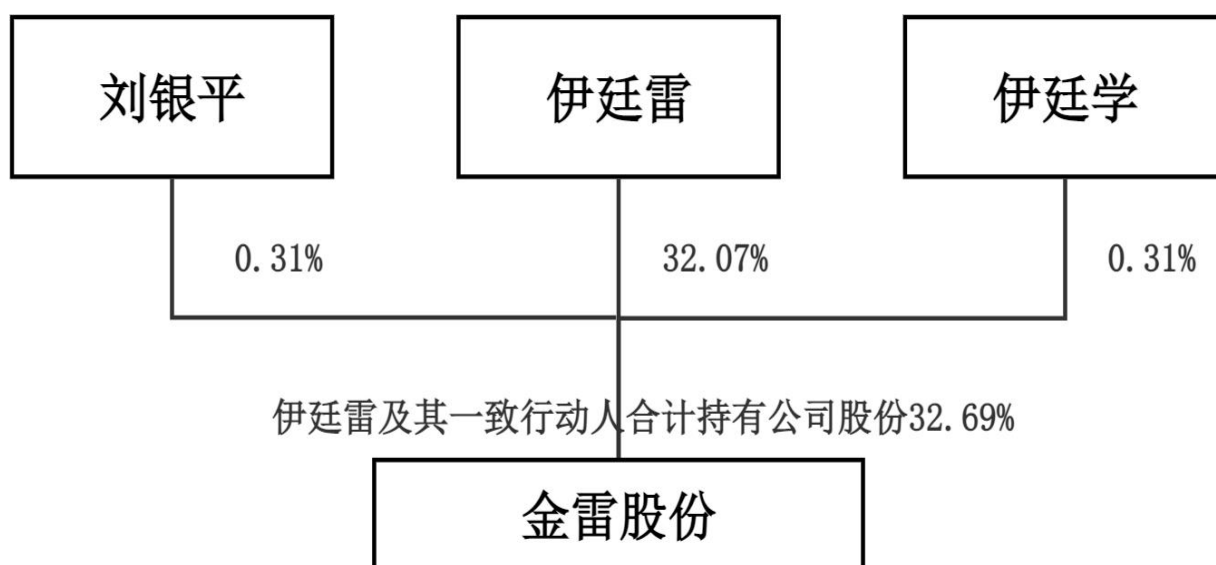 刘银平
伊廷雷
伊廷学
0.31%
32.07%
0.31%
伊廷雷及其一致行动人合计持有公司股份32.69%
金雷股份